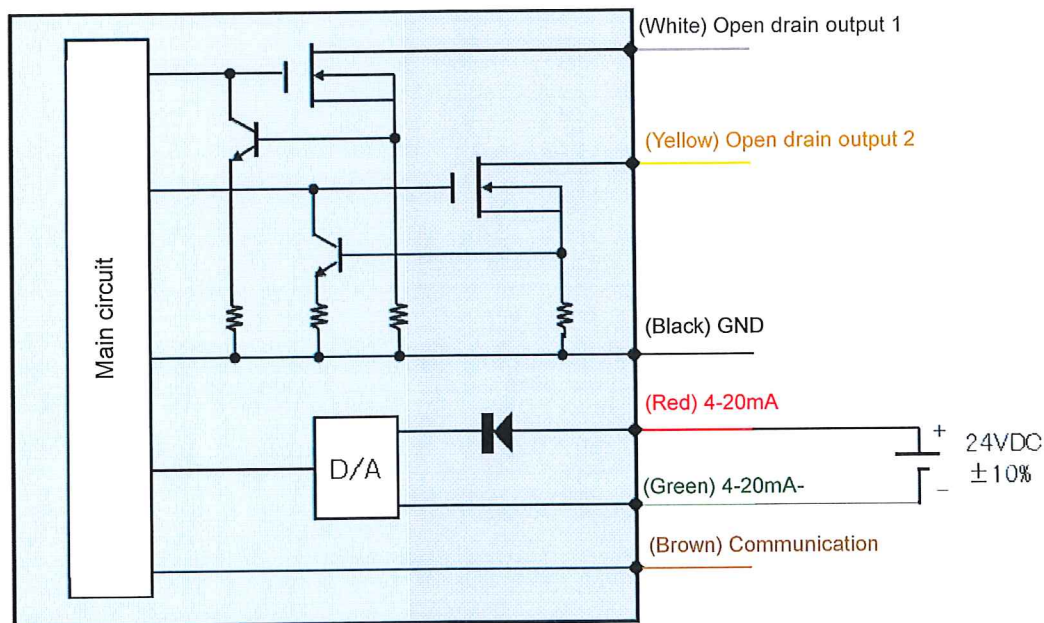 (White) Open drain output 1
(Yellow) Open drain output 2
Main circuit
(Black) GND
(Red) 4-20mA
+
24VDC
±10%
D/A
(Green) 4-20mA-
−
(Brown) Communication